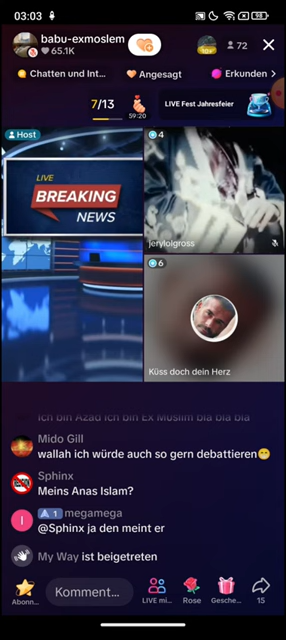 03:03
98
babu-exmoslem
65.1K
72
Chatten und Int...
Angesagt
Erkunden
7/13
59:20
LIVE Fest Jahresfeier
Host
4
LIVE
BREAKING
NEWS
jerylolgross
6
Küss doch dein Herz
Ich bin Azad ich bin Ex Muslim bla bla bla
Mido Gill
wallah ich würde auch so gern debattieren😁
Sphinx
Meins Anas Islam?
I
1 megamega
@Sphinx ja den meint er
My Way ist beigetreten
Abonn...
Komment...
LIVE mi...
Rose
Gesche...
15